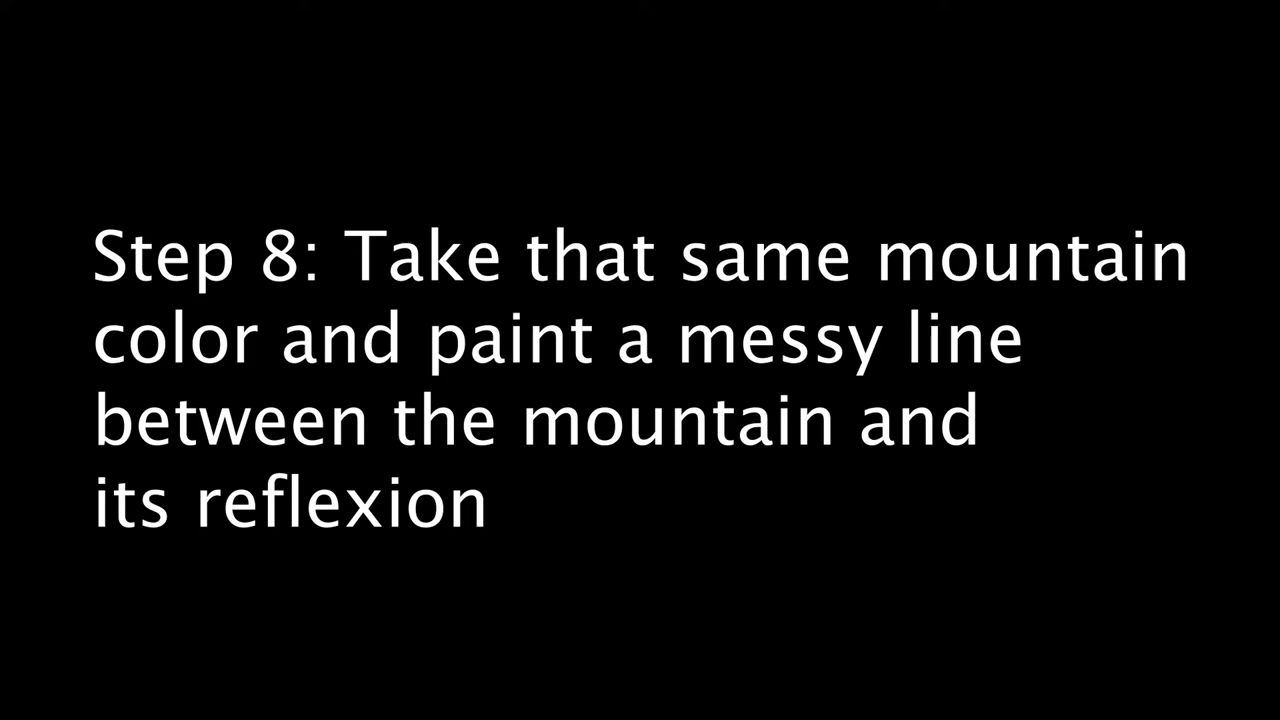 Step 8: Take that same mountain
color and paint a messy line
between the mountain and
its reflexion